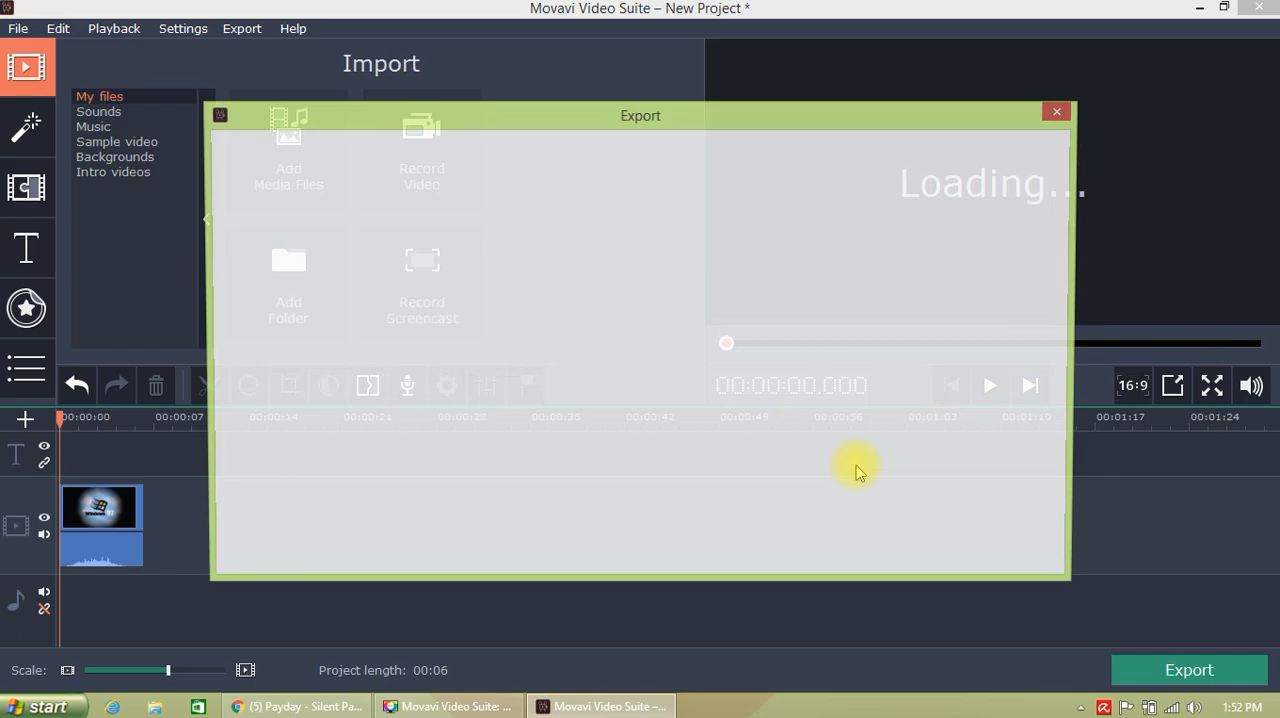 Movavi Video Suite – New Project *
File Edit Playback Settings Export Help
Import
My files
Sounds
Music
Sample video
Backgrounds
Intro videos
Export
Add
Media Files
Record
Video
Add
Folder
Record
Screencast
Loading...
00:00:00.000
16:9
00:00:00 00:00:07 00:00:14 00:00:21 00:00:28 00:00:35 00:00:42 00:00:49 00:00:56 00:01:03 00:01:10 00:01:17 00:01:24
Scale:
Project length: 00:06
Export
start
(5) Payday - Silent Pa...
Movavi Video Suite: ...
Movavi Video Suite –...
1:52 PM